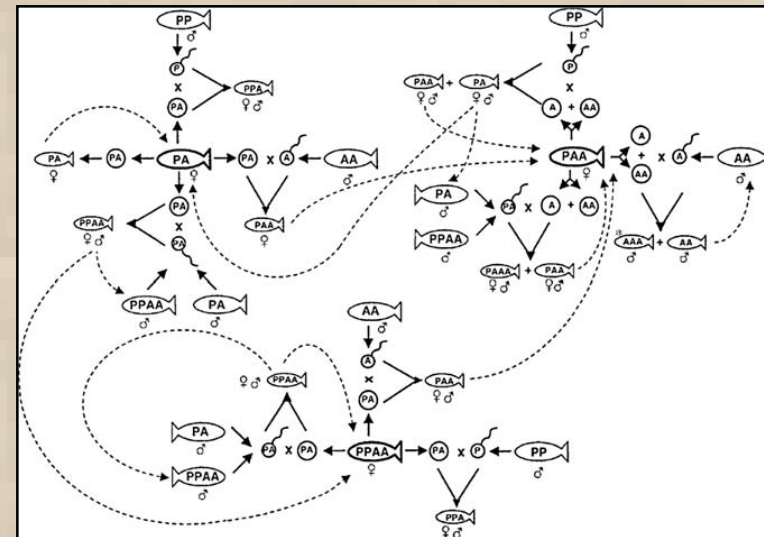 PP
♂
P
x
PA
PPA
♀♂
PA
♀
PA
PA
♀
PA x A
AA
♂
PAA
♀
PA
x
PA
PPAA
♀♂
PPAA
♂
PA
♂
PP
♂
P
x
A + AA
PAA + PA
♀♂ ♀♂
PAA
♀
A
+
AA
x A
AA
♂
AAA + AA
♂ ♂
PA
♂
PPAA
♂
PA x A + AA
PAAA + PAA
♀♂ ♀♂
AA
♂
A
x
PA
PAA
♀♂
♀♂ PPAA
PA
♂
PPAA
♂
PA x PA
PPAA
♀
PA x P
PP
♂
PPA
♀♂